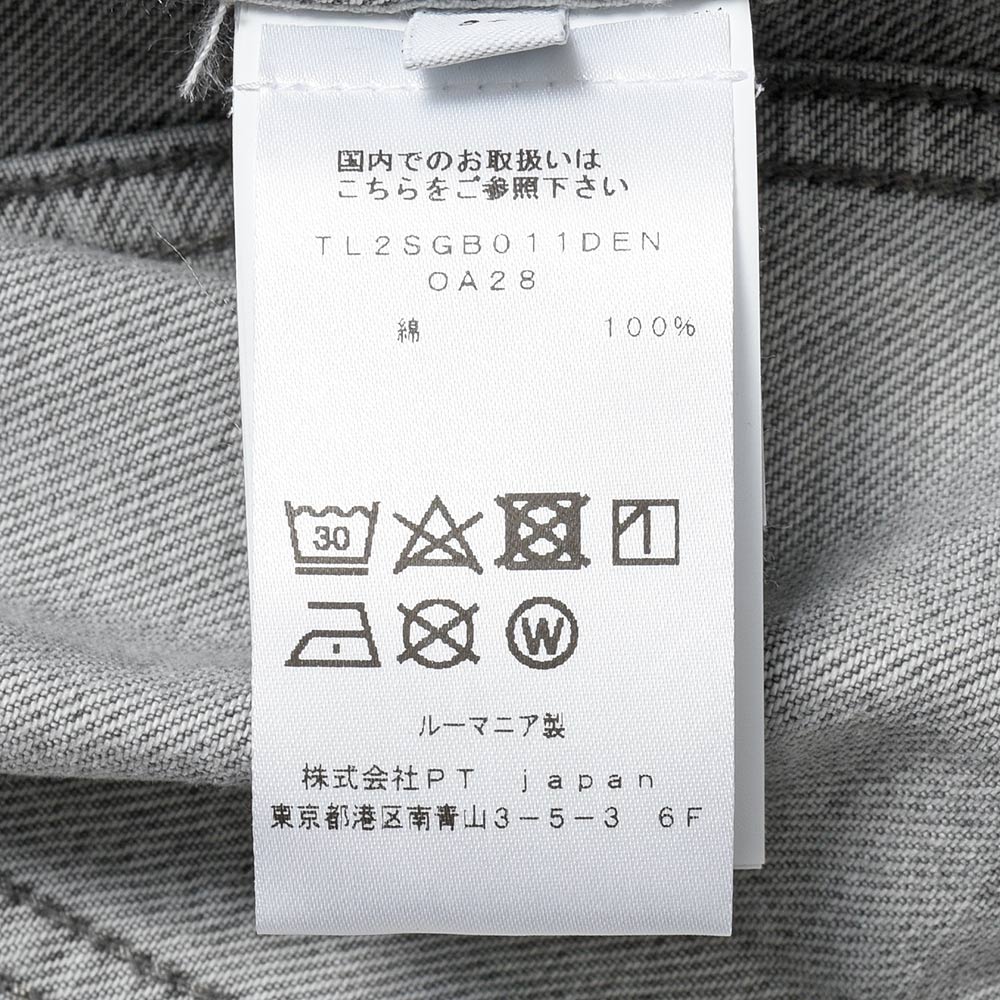 国内でのお取扱いは
こちらをご参照下さい
TL2SGB011DEN
OA28
綿 100%
30
W
ルーマニア製
株式会社PT japan
東京都港区南青山3-5-3 6F